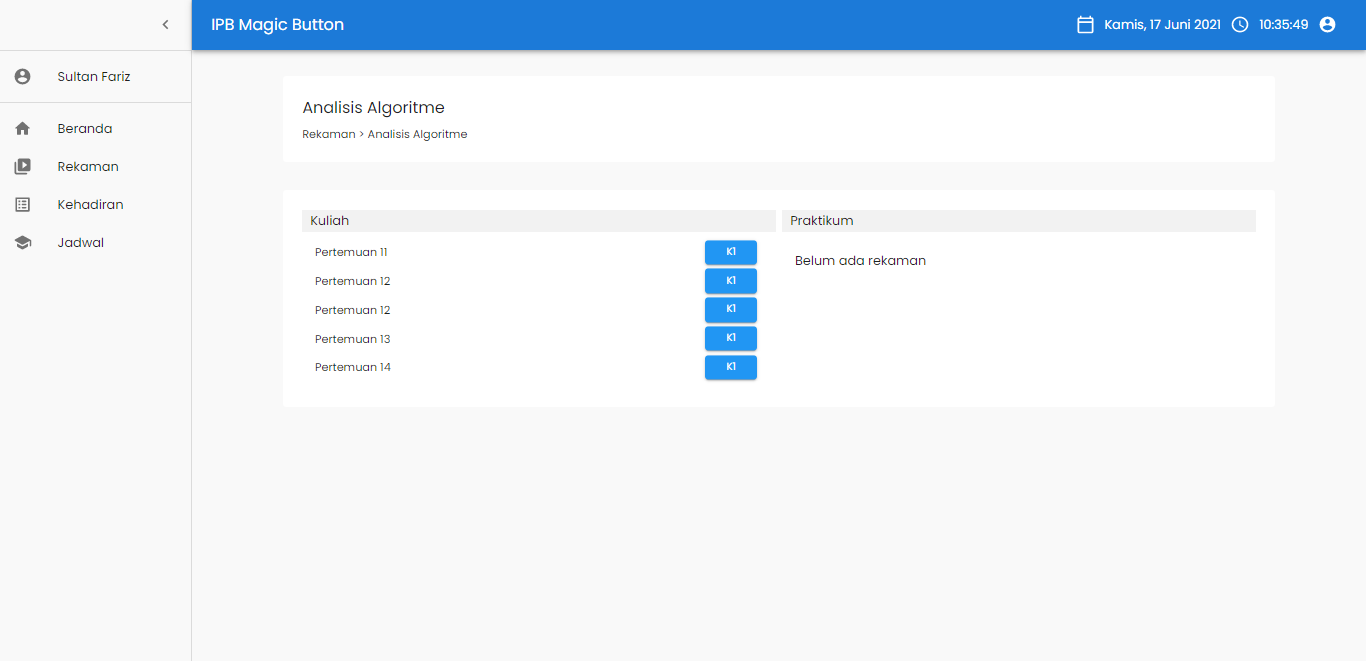 IPB Magic Button
Kamis, 17 Juni 2021 10:35:49
Sultan Fariz
Beranda
Rekaman
Kehadiran
Jadwal
Analisis Algoritme
Rekaman > Analisis Algoritme
Kuliah
Pertemuan 11 K1
Pertemuan 12 K1
Pertemuan 12 K1
Pertemuan 13 K1
Pertemuan 14 K1
Praktikum
Belum ada rekaman